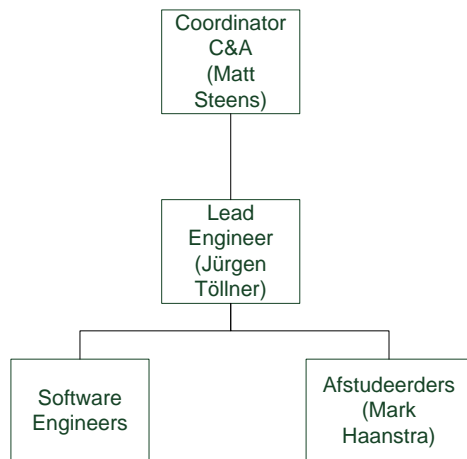 Coordinator
C&A
(Matt
Steens)
Lead
Engineer
(Jürgen
Töllner)
Software
Engineers
Afstudeerders
(Mark
Haanstra)